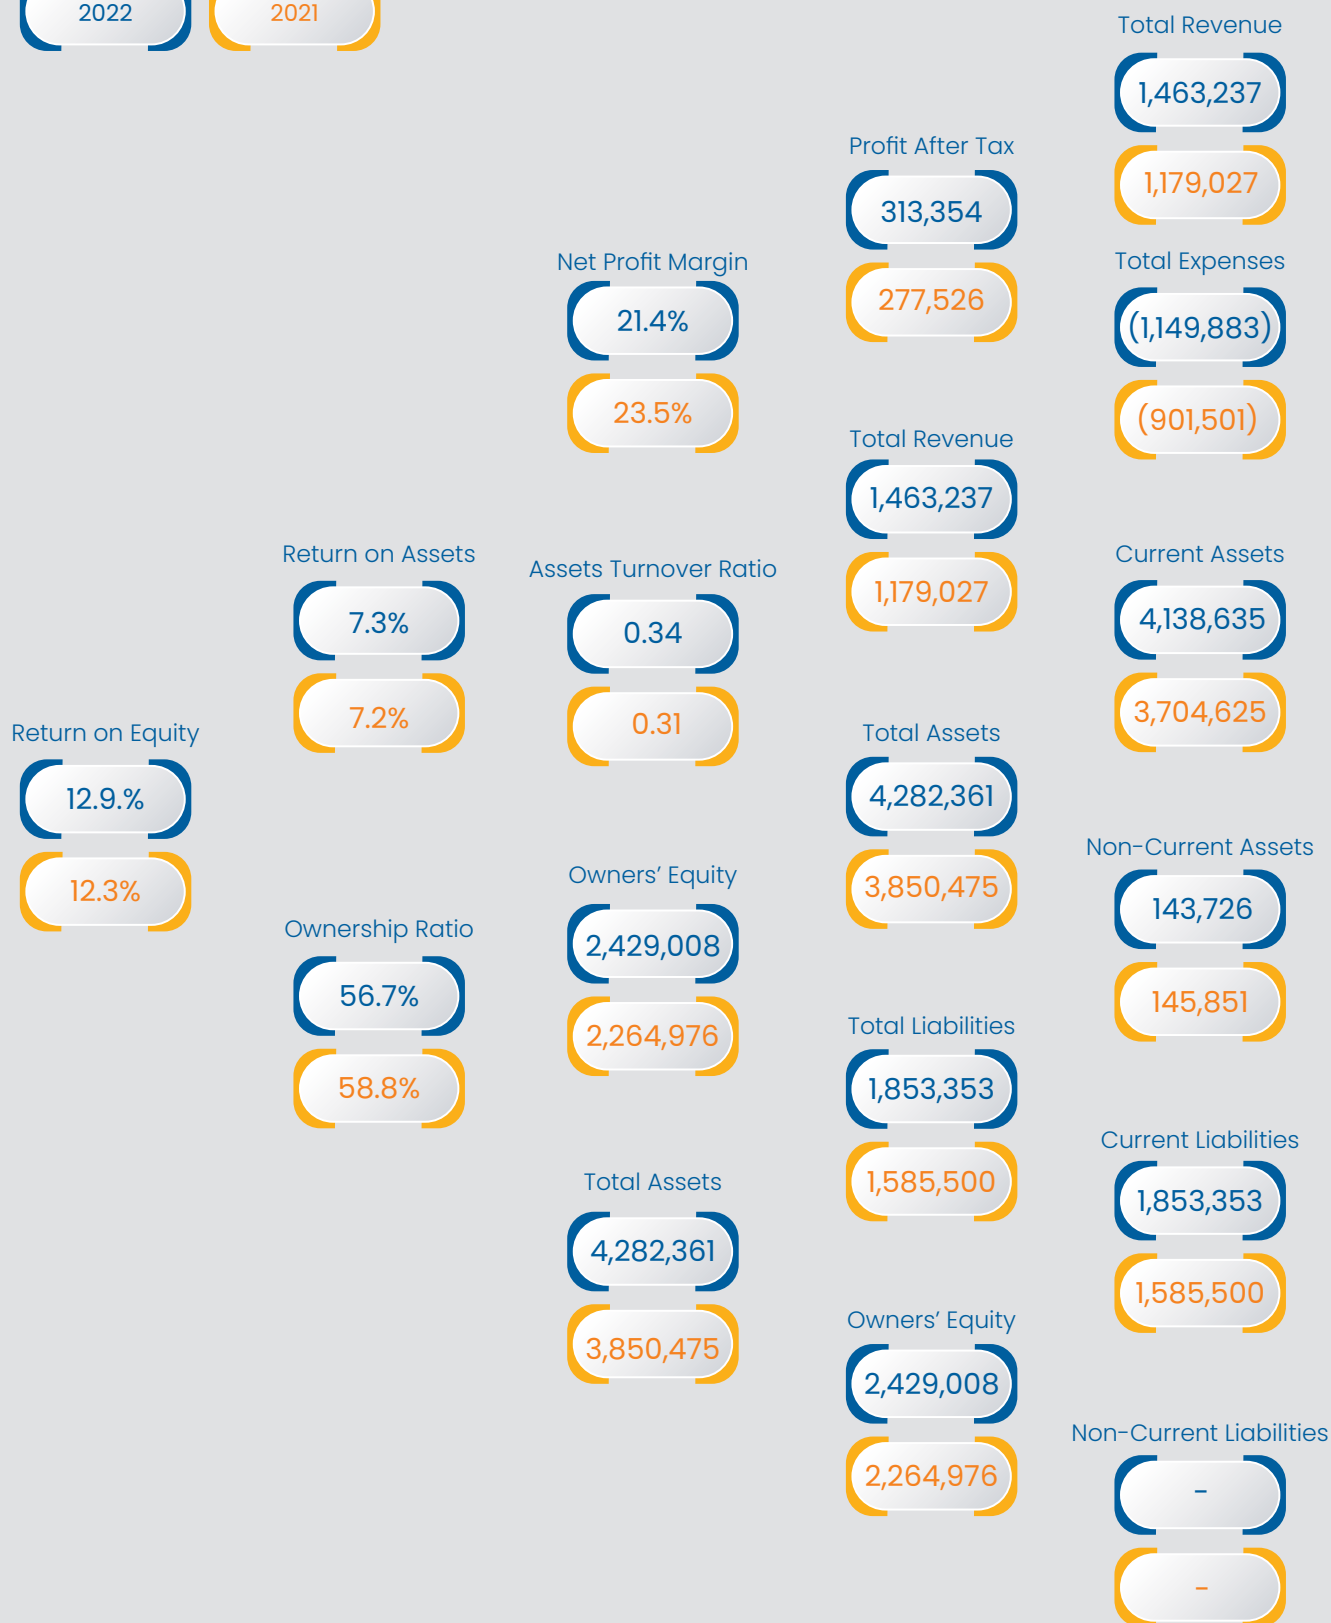 2022
2021
Total Revenue
1,463,237
1,179,027
Profit After Tax
313,354
277,526
Total Expenses
(1,149,883)
(901,501)
Net Profit Margin
21.4%
23.5%
Total Revenue
1,463,237
1,179,027
Return on Assets
7.3%
7.2%
Assets Turnover Ratio
0.34
0.31
Current Assets
4,138,635
3,704,625
Return on Equity
12.9.%
12.3%
Total Assets
4,282,361
3,850,475
Non-Current Assets
143,726
145,851
Owners’ Equity
2,429,008
2,264,976
Ownership Ratio
56.7%
58.8%
Total Liabilities
1,853,353
1,585,500
Current Liabilities
1,853,353
1,585,500
Total Assets
4,282,361
3,850,475
Owners’ Equity
2,429,008
2,264,976
Non-Current Liabilities
-
-